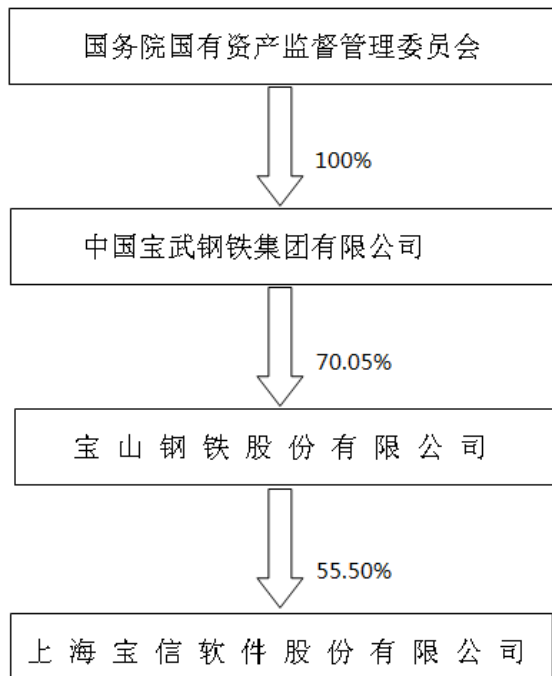 国务院国有资产监督管理委员会
100%
中国宝武钢铁集团有限公司
70.05%
宝山钢铁股份有限公司
55.50%
上海宝信软件股份有限公司